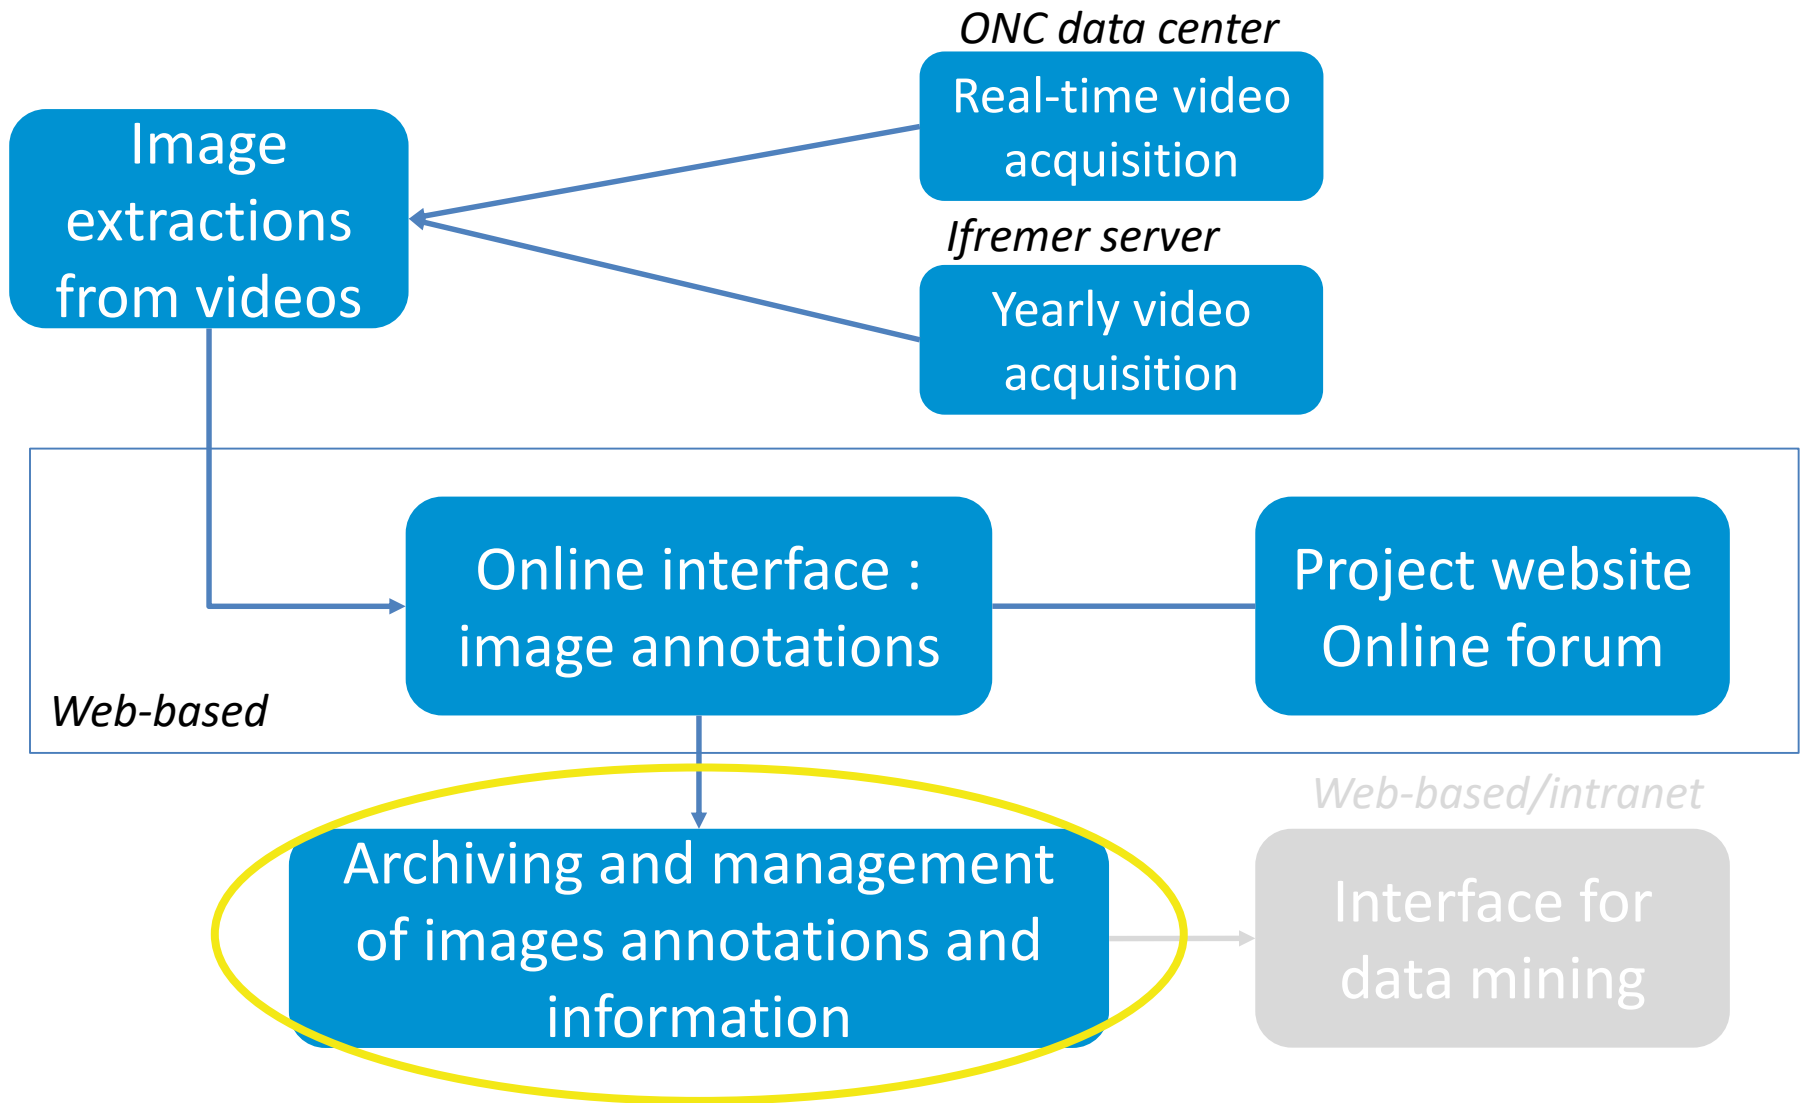 ONC data center
Real-time video
acquisition
Image
extractions
from videos
Ifremer server
Yearly video
acquisition
Online interface :
image annotations
Project website
Online forum
Web-based
Web-based/intranet
Archiving and management
of images annotations and
information
Interface for
data mining